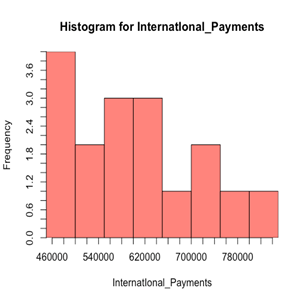 Histogram for InternatIonal_Payments
Frequency
3.6
3.0
2.4
1.8
1.2
0.6
0.0
460000 540000 620000 700000 780000
InternatIonal_Payments